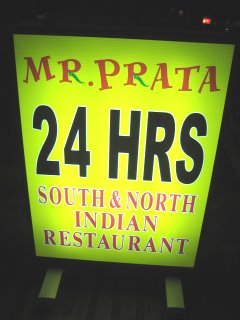 MR. PRATA
24 HRS
SOUTH & NORTH
INDIAN
RESTAURANT